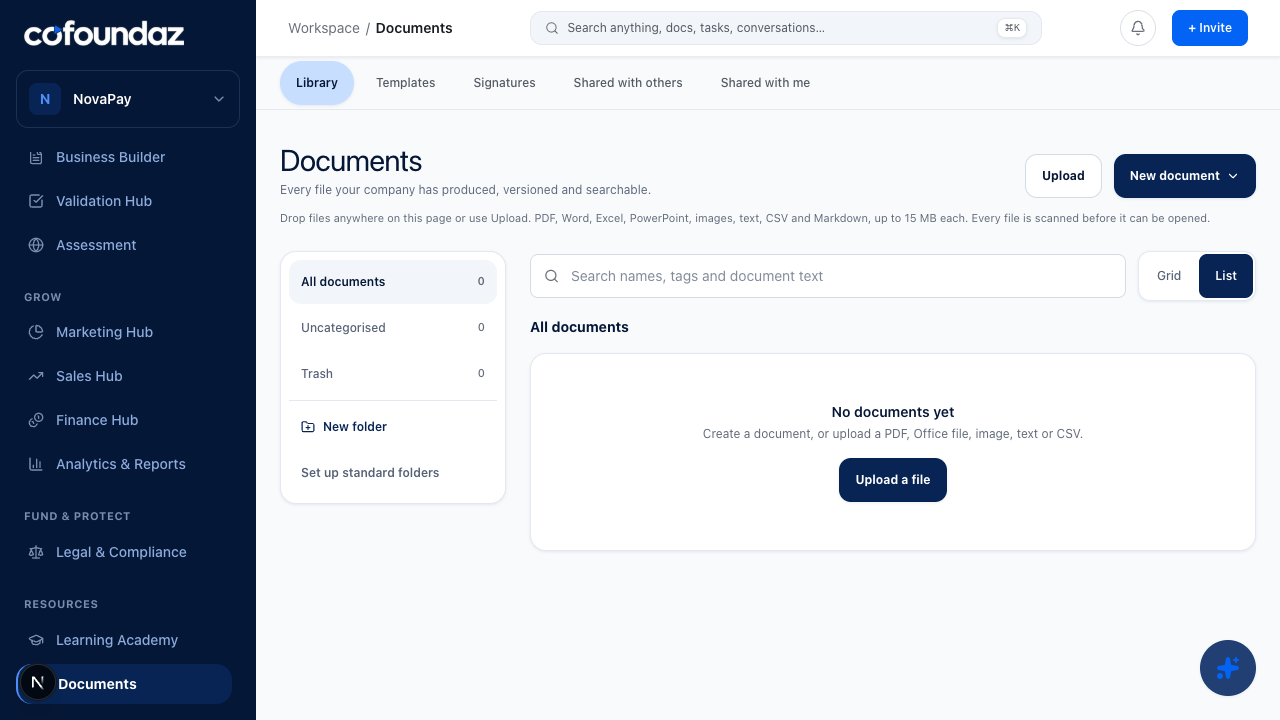 cofoundaz
N NovaPay
Business Builder
Validation Hub
Assessment
GROW
Marketing Hub
Sales Hub
Finance Hub
Analytics & Reports
FUND & PROTECT
Legal & Compliance
RESOURCES
Learning Academy
N Documents
Workspace / Documents
Search anything, docs, tasks, conversations...
⌘K
+ Invite
Library Templates Signatures Shared with others Shared with me
Documents
Every file your company has produced, versioned and searchable.
Upload
New document
Drop files anywhere on this page or use Upload. PDF, Word, Excel, PowerPoint, images, text, CSV and Markdown, up to 15 MB each. Every file is scanned before it can be opened.
All documents 0
Uncategorised 0
Trash 0
New folder
Set up standard folders
Search names, tags and document text
Grid List
All documents
No documents yet
Create a document, or upload a PDF, Office file, image, text or CSV.
Upload a file